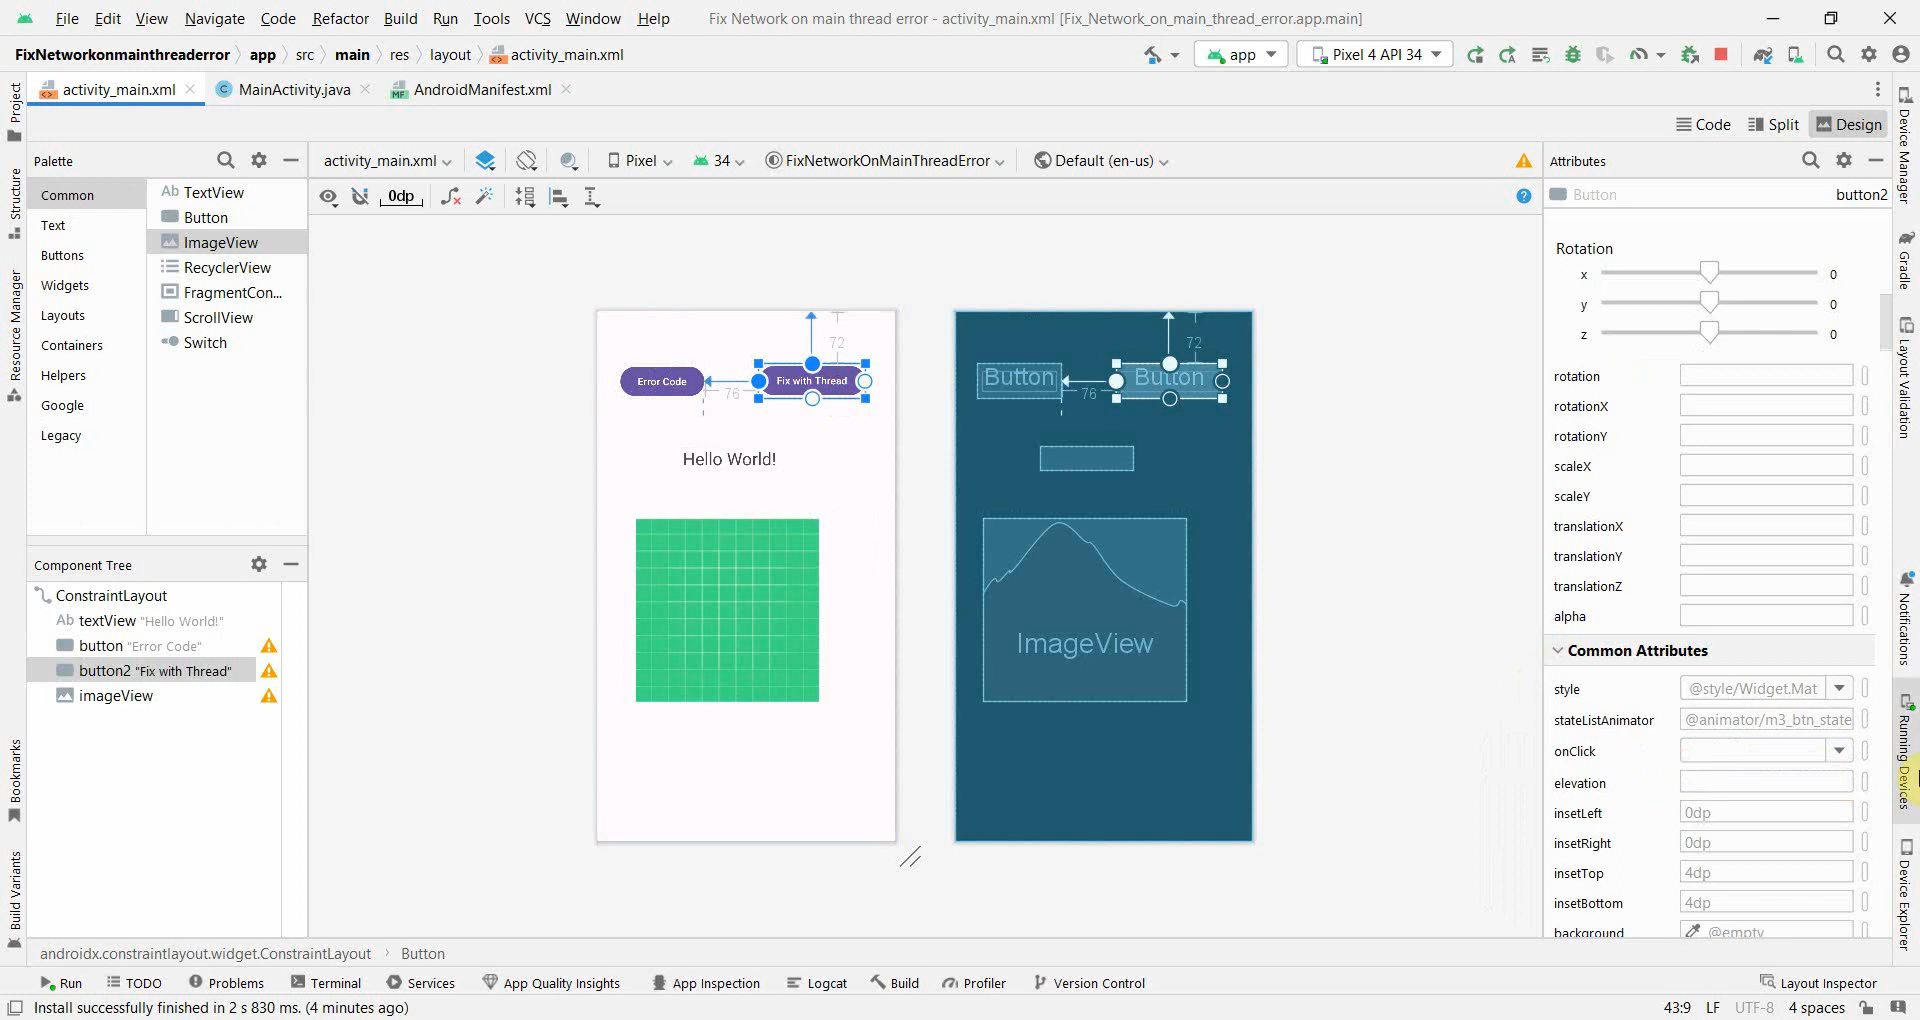 File Edit View Navigate Code Refactor Build Run Tools VCS Window Help Fix Network on main thread error - activity_main.xml [Fix_Network_on_main_thread_error.app.main]
FixNetworkonmainthreaderror app src main res layout activity_main.xml app Pixel 4 API 34
activity_main.xml MainActivity.java AndroidManifest.xml
Code Split Design
Palette activity_main.xml Pixel 34 FixNetworkOnMainThreadError Default (en-us) Attributes
0dp
Button button2
Common
Text
Buttons
Widgets
Layouts
Containers
Helpers
Google
Legacy
Ab TextView
Button
ImageView
RecyclerView
FragmentCon...
ScrollView
Switch
Component Tree
ConstraintLayout
Ab textView "Hello World!"
button "Error Code"
button2 "Fix with Thread"
imageView
72
Error Code 76 Fix with Thread
Hello World!
72
Button 76 Button
ImageView
Rotation
x 0
y 0
z 0
rotation
rotationX
rotationY
scaleX
scaleY
translationX
translationY
translationZ
alpha
Common Attributes
style @style/Widget.Mat
stateListAnimator @animator/m3_btn_state
onClick
elevation
insetLeft 0dp
insetRight 0dp
insetTop 4dp
insetBottom 4dp
background @empty
Project
Structure
Resource Manager
Bookmarks
Build Variants
Device Manager
Gradle
Layout Validation
Notifications
Running Devices
Device Explorer
androidx.constraintlayout.widget.ConstraintLayout Button
Run TODO Problems Terminal Services App Quality Insights App Inspection Logcat Build Profiler Version Control Layout Inspector
Install successfully finished in 2 s 830 ms. (4 minutes ago) 43:9 LF UTF-8 4 spaces